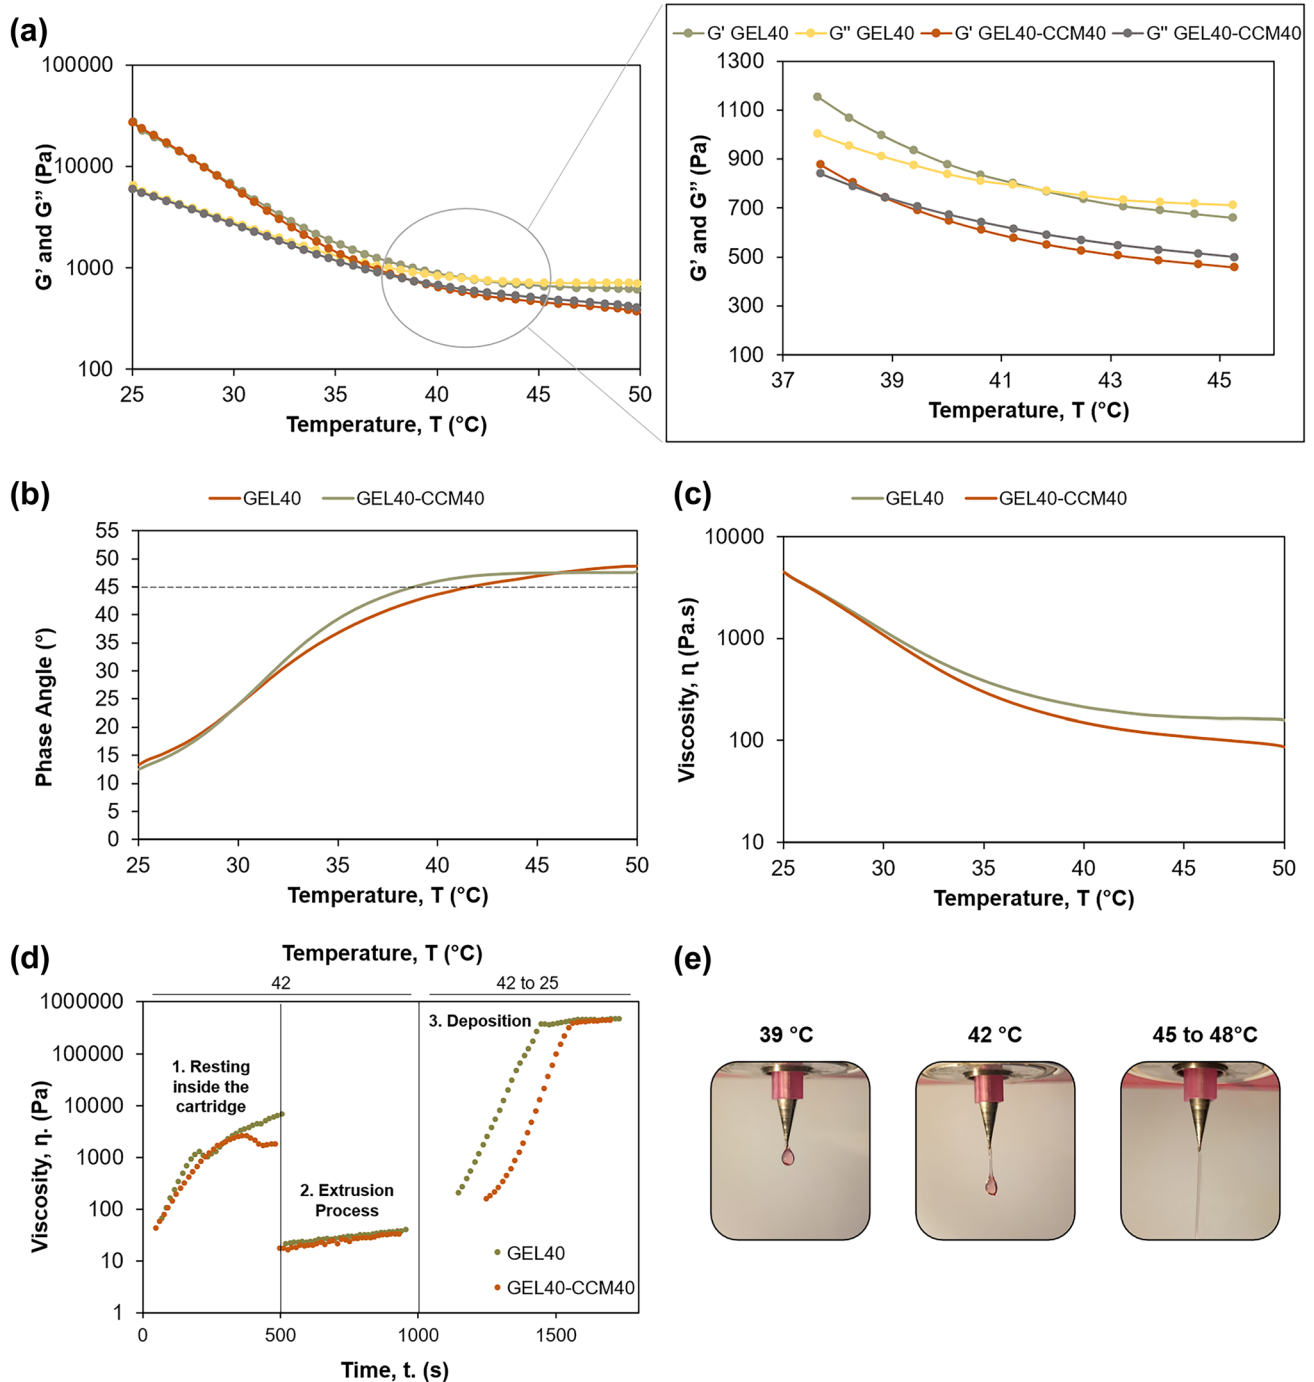 (a)
G' GEL40 G" GEL40 G' GEL40-CCM40 G" GEL40-CCM40
100000
10000
1000
100
G' and G" (Pa)
25 30 35 40 45 50
Temperature, T (°C)
1300
1100
900
700
500
300
100
G' and G" (Pa)
37 39 41 43 45
Temperature, T (°C)
(b)
GEL40 GEL40-CCM40
55
50
45
40
35
30
25
20
15
10
5
0
Phase Angle (°)
25 30 35 40 45 50
Temperature, T (°C)
(c)
GEL40 GEL40-CCM40
10000
1000
100
10
Viscosity, η (Pa.s)
25 30 35 40 45 50
Temperature, T (°C)
(d)
Temperature, T (°C)
42 42 to 25
1000000
100000
10000
1000
100
10
1
Viscosity, η. (Pa)
1. Resting
inside the
cartridge
2. Extrusion
Process
3. Deposition
GEL40
GEL40-CCM40
0 500 1000 1500
Time, t. (s)
(e)
39 °C 42 °C 45 to 48°C